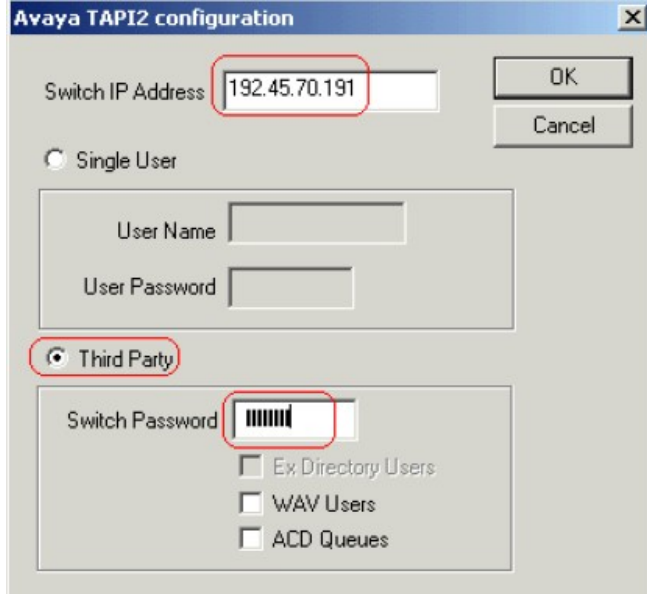 Avaya TAPI2 configuration
Switch IP Address 192.45.70.191
OK
Cancel
Single User
User Name
User Password
Third Party
Switch Password
Ex Directory Users
WAV Users
ACD Queues